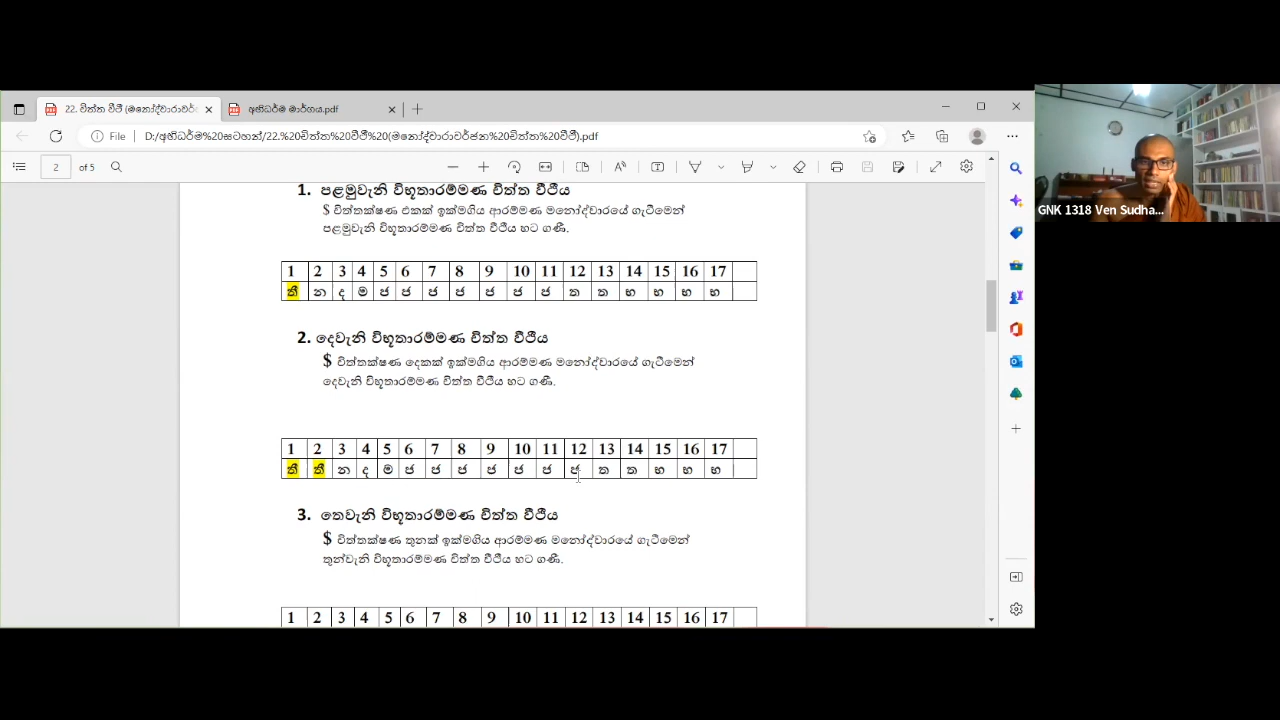 22. චිත්ත වීථි (මනෝද්වාරාවර්ජ
අභිධර්ම මාර්ගය.pdf
File D:/අභිධර්ම%20සටහන්/22.%20චිත්ත%20වීථි%20(මනෝද්වාරාවර්ජන%20චිත්ත%20වීථි).pdf
2 of 5
1. පළමුවැනි විභූතාරම්මණ චිත්ත වීථිය
$ චිත්තක්ෂණ එකක් ඉක්මගිය ආරම්මණ මනෝද්වාරයේ ගැටීමෙන්
පළමුවැනි විභූතාරම්මණ චිත්ත වීථිය හට ගණී.
1 2 3 4 5 6 7 8 9 10 11 12 13 14 15 16 17
තී න ද ම ජ ජ ජ ජ ජ ජ ජ ත ත භ භ භ භ
2. දෙවැනි විභූතාරම්මණ චිත්ත වීථිය
$ චිත්තක්ෂණ දෙකක් ඉක්මගිය ආරම්මණ මනෝද්වාරයේ ගැටීමෙන්
දෙවැනි විභූතාරම්මණ චිත්ත වීථිය හට ගණී.
1 2 3 4 5 6 7 8 9 10 11 12 13 14 15 16 17
තී තී න ද ම ජ ජ ජ ජ ජ ජ ජ ත ත භ භ භ
3. තෙවැනි විභූතාරම්මණ චිත්ත වීථිය
$ චිත්තක්ෂණ තුනක් ඉක්මගිය ආරම්මණ මනෝද්වාරයේ ගැටීමෙන්
තුන්වැනි විභූතාරම්මණ චිත්ත වීථිය හට ගණී.
1 2 3 4 5 6 7 8 9 10 11 12 13 14 15 16 17
GNK 1318 Ven Sudha...